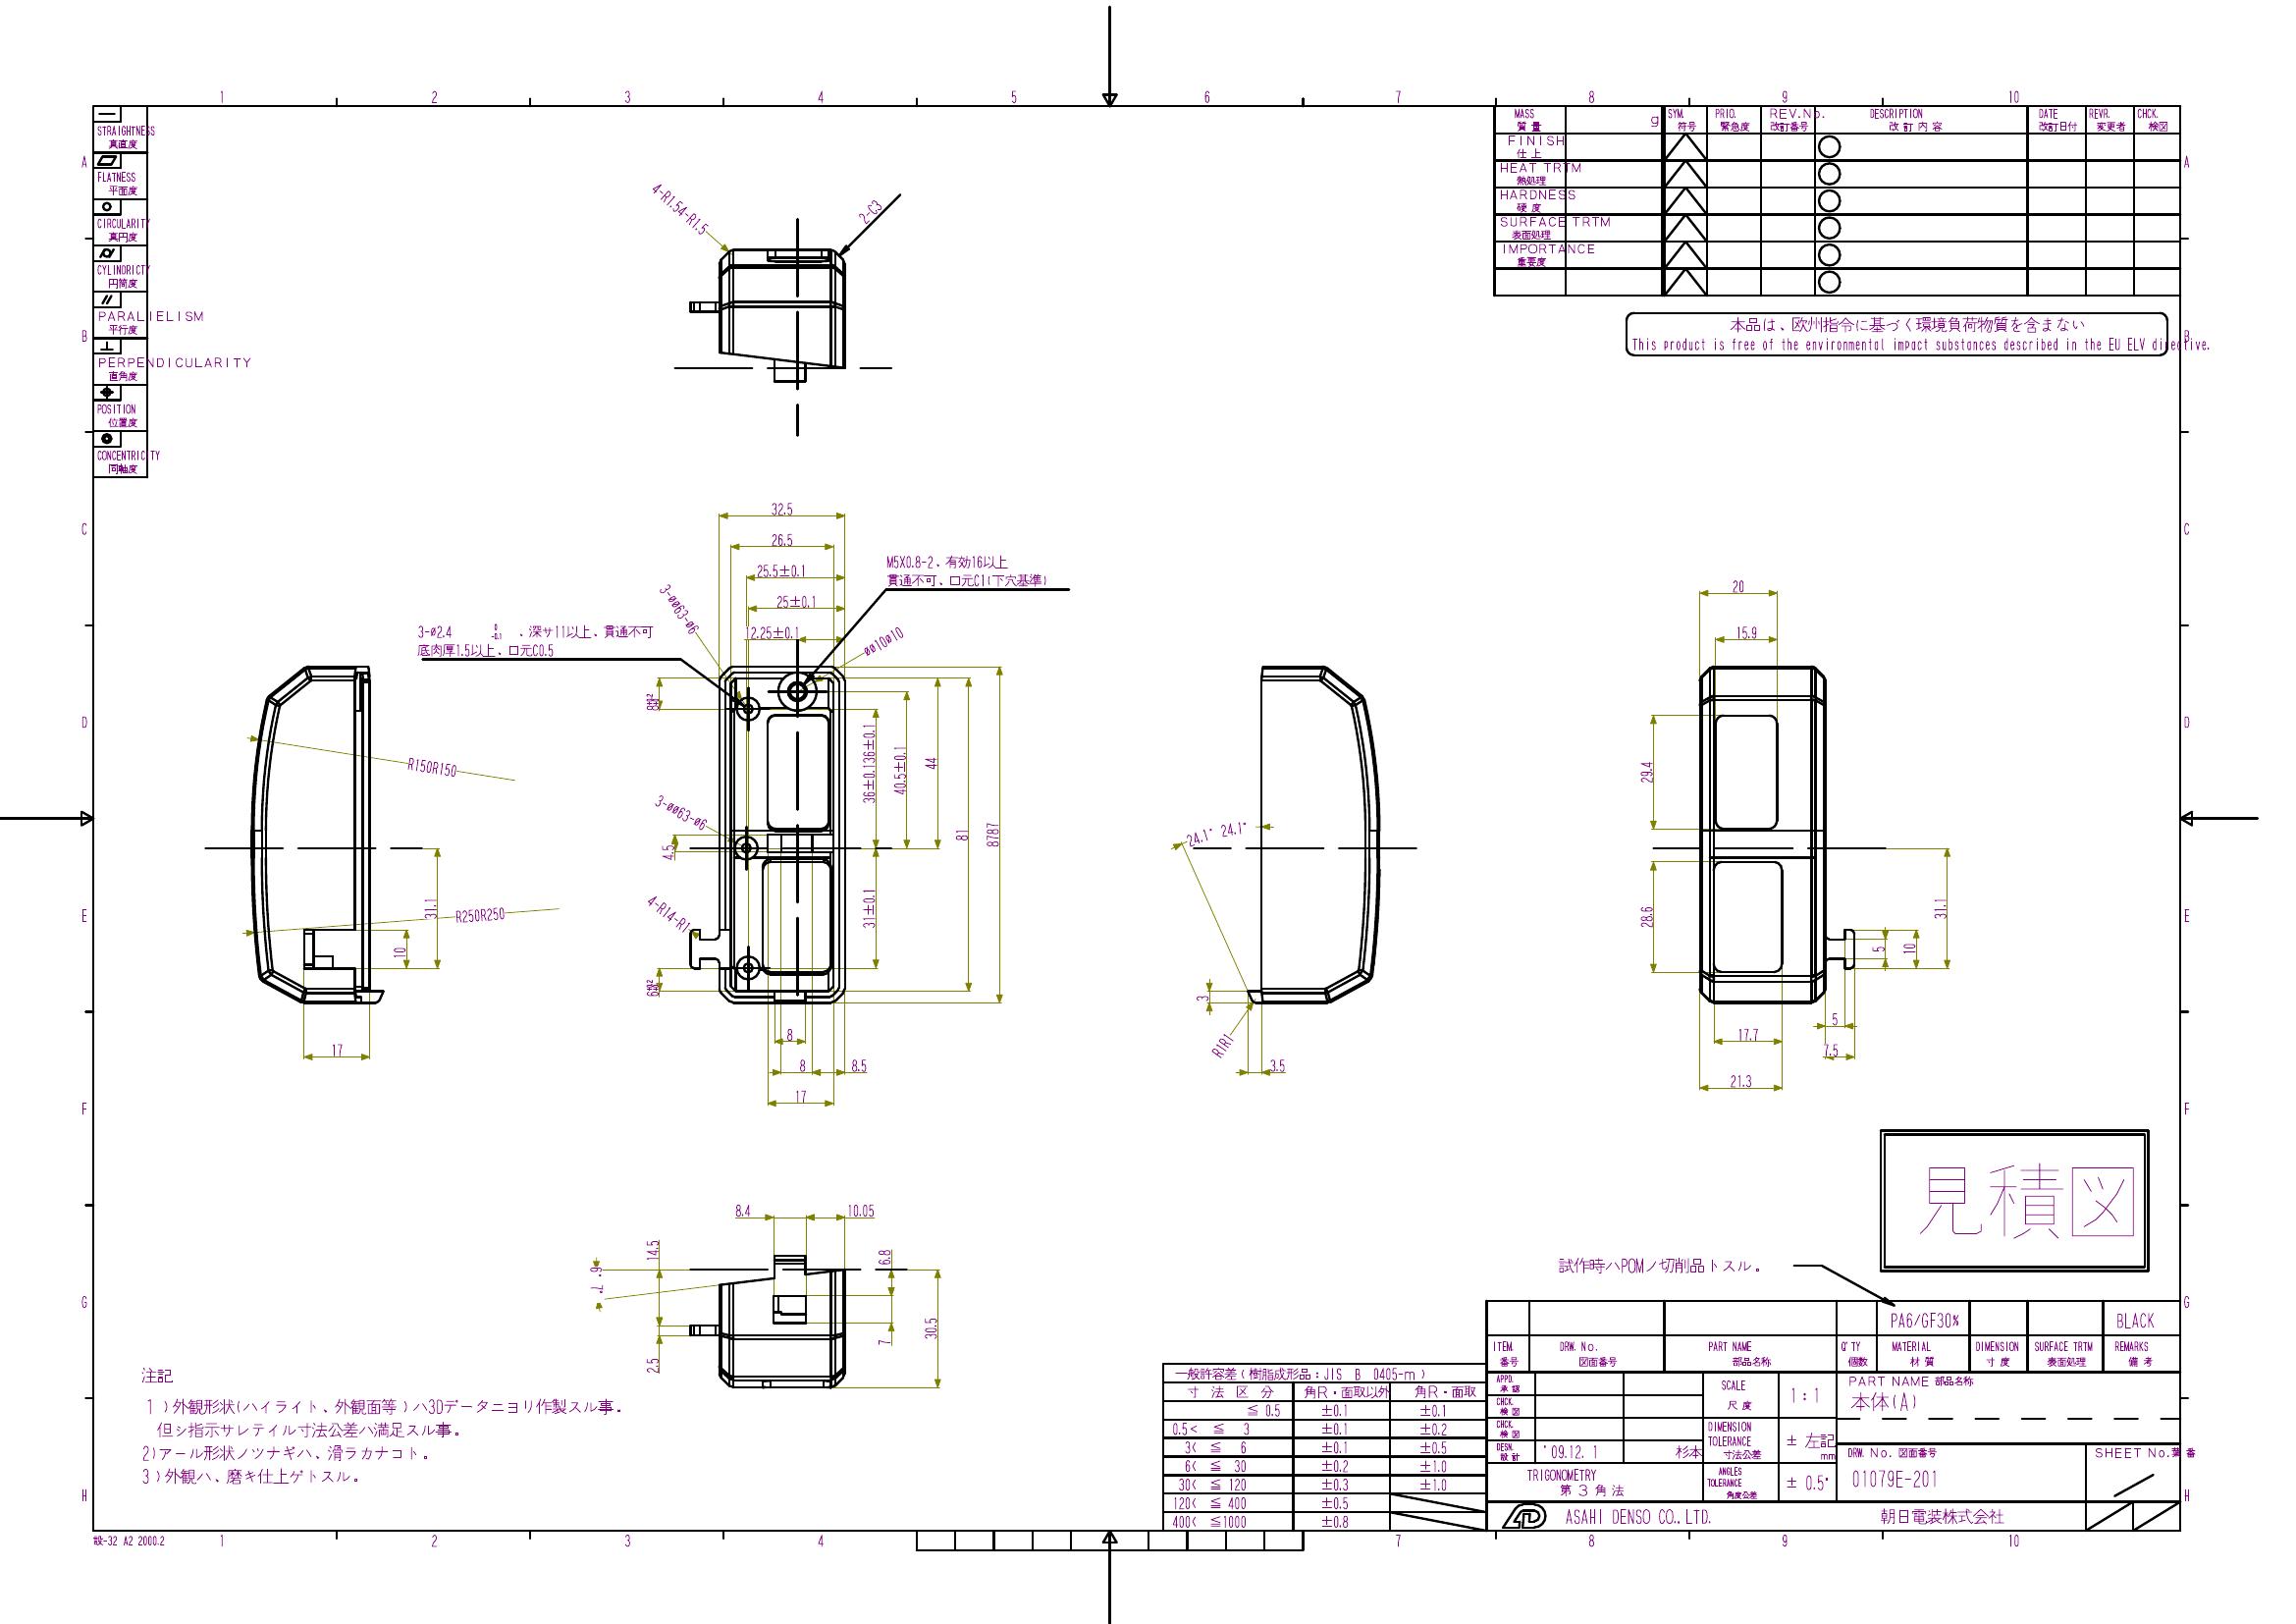 1 2 3 4 5 6 7 8 9 10
STRAIGHTNESS
真直度
FLATNESS
平面度
CIRCULARITY
真円度
CYLINDRICTY
円筒度
PARALIELISM
平行度
PERPENDICULARITY
直角度
POSITION
位置度
CONCENTRICITY
同軸度
A
B
C
D
E
F
G
H
MASS
質量
g
FINISH
仕上
HEAT TRTM
熱処理
HARDNESS
硬度
SURFACE TRTM
表面処理
IMPORTANCE
重要度
SYM.
符号
PRIO.
緊急度
REV.No.
改訂番号
DESCRIPTION
改訂内容
DATE
改訂日付
REVR.
変更者
CHCK.
検図
A
B
C
D
E
F
G
H
本品は、欧州指令に基づく環境負荷物質を含まない
This product is free of the environmental impact substances described in the EU ELV directive.
4-R1.54-R1.5
2-C3
32.5
26.5
25.5±0.1
25±0.1
12.25±0.1
M5X0.8-2、有効16以上
貫通不可、口元C1(下穴基準)
3-øø63-ø6
øø10ø10
3-ø2.4 0 -0.1 、深サ11以上、貫通不可
底肉厚1.5以上、口元C0.5
36±0.136±0.1
40.5±0.1
44
81
8787
3-øø63-ø6
4.5
4-R14-R1
31±0.1
8
8
8.5
17
R150R150
R250R250
31.1
10
17
24.1° 24.1°
3
R1R1
3.5
20
15.9
29.4
28.6
31.1
5
10
5
7.5
17.7
21.3
8.4
10.05
14.5
6.8
2.5
7
30.5
見積図
試作時ハPOMノ切削品トスル。
PA6/GF30%
BLACK
ITEM.
番号
DRW. No.
図面番号
PART NAME
部品名称
Q'TY
個数
MATERIAL
材質
DIMENSION
寸度
SURFACE TRTM
表面処理
REMARKS
備考
APPD.
承認
CHCK.
検図
CHCK.
検図
DESN.
設計
'09.12. 1
杉本
SCALE
尺度
1:1
DIMENSION
TOLERANCE
寸法公差
± 左記
mm
ANGLES
TOLERANCE
角度公差
± 0.5°
PART NAME 部品名称
本体(A)
DRW. No. 図面番号
01079E-201
SHEET No.葉番
TRIGONOMETRY
第3角法
ASAHI DENSO CO., LTD.
朝日電装株式会社
一般許容差(樹脂成形品:JIS B 0405-m)
寸法区分 角R・面取以外 角R・面取
≦ 0.5 ±0.1 ±0.1
0.5< ≦ 3 ±0.1 ±0.2
3< ≦ 6 ±0.1 ±0.5
6< ≦ 30 ±0.2 ±1.0
30< ≦ 120 ±0.3 ±1.0
120< ≦ 400 ±0.5
400< ≦1000 ±0.8
注記
1)外観形状(ハイライト、外観面等)ハ3Dデータニヨリ作製スル事。
但シ指示サレテイル寸法公差ハ満足スル事。
2)アール形状ノツナギハ、滑ラカナコト。
3)外観ハ、磨キ仕上ゲトスル。
設-32 A2 2000.2
1 2 3 4 7 8 9 10